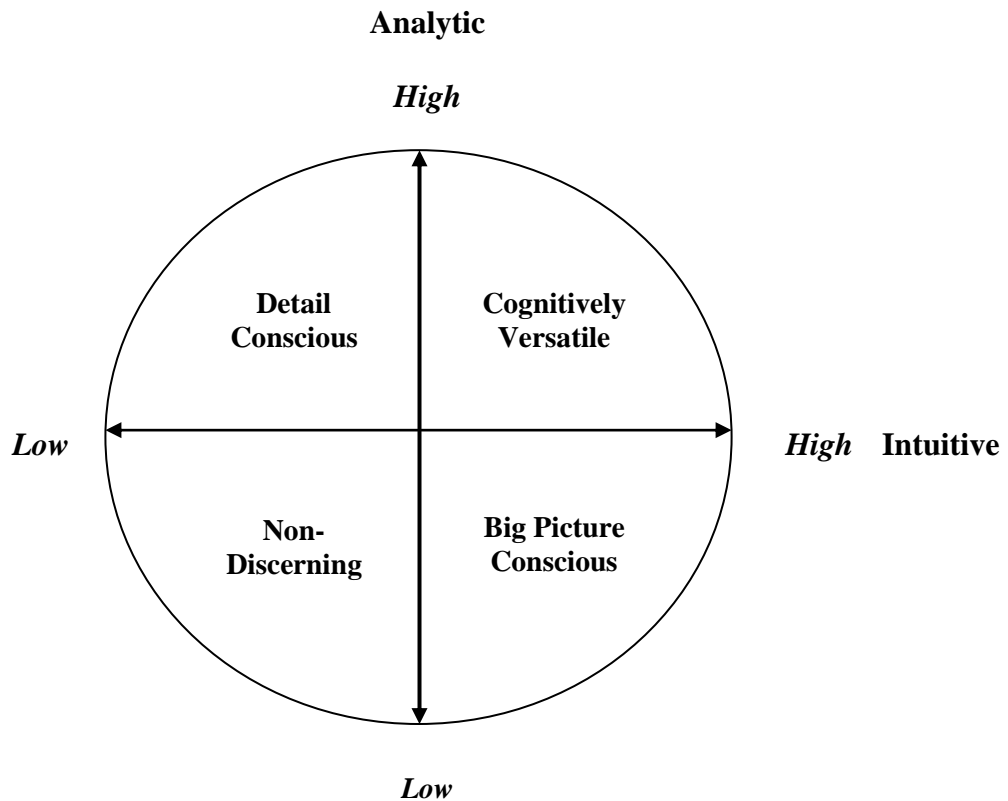 Analytic
High
Detail
Conscious
Cognitively
Versatile
Low
High Intuitive
Non-
Discerning
Big Picture
Conscious
Low